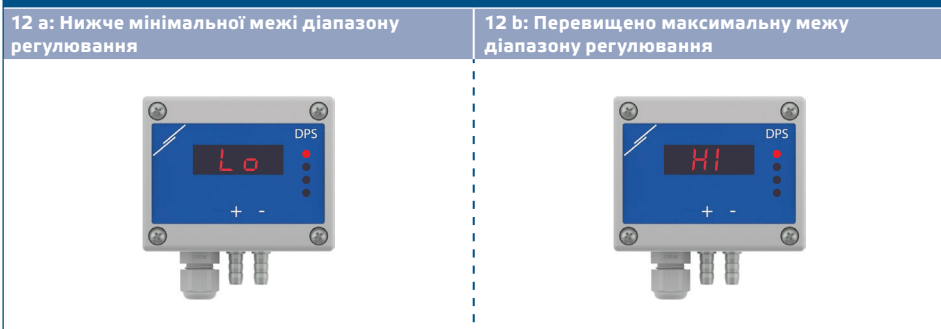 12 a: Нижче мінімальної межі діапазону
регулювання
12 b: Перевищено максимальну межу
діапазону регулювання
DPS
Lo
+ -
DPS
HI
+ -